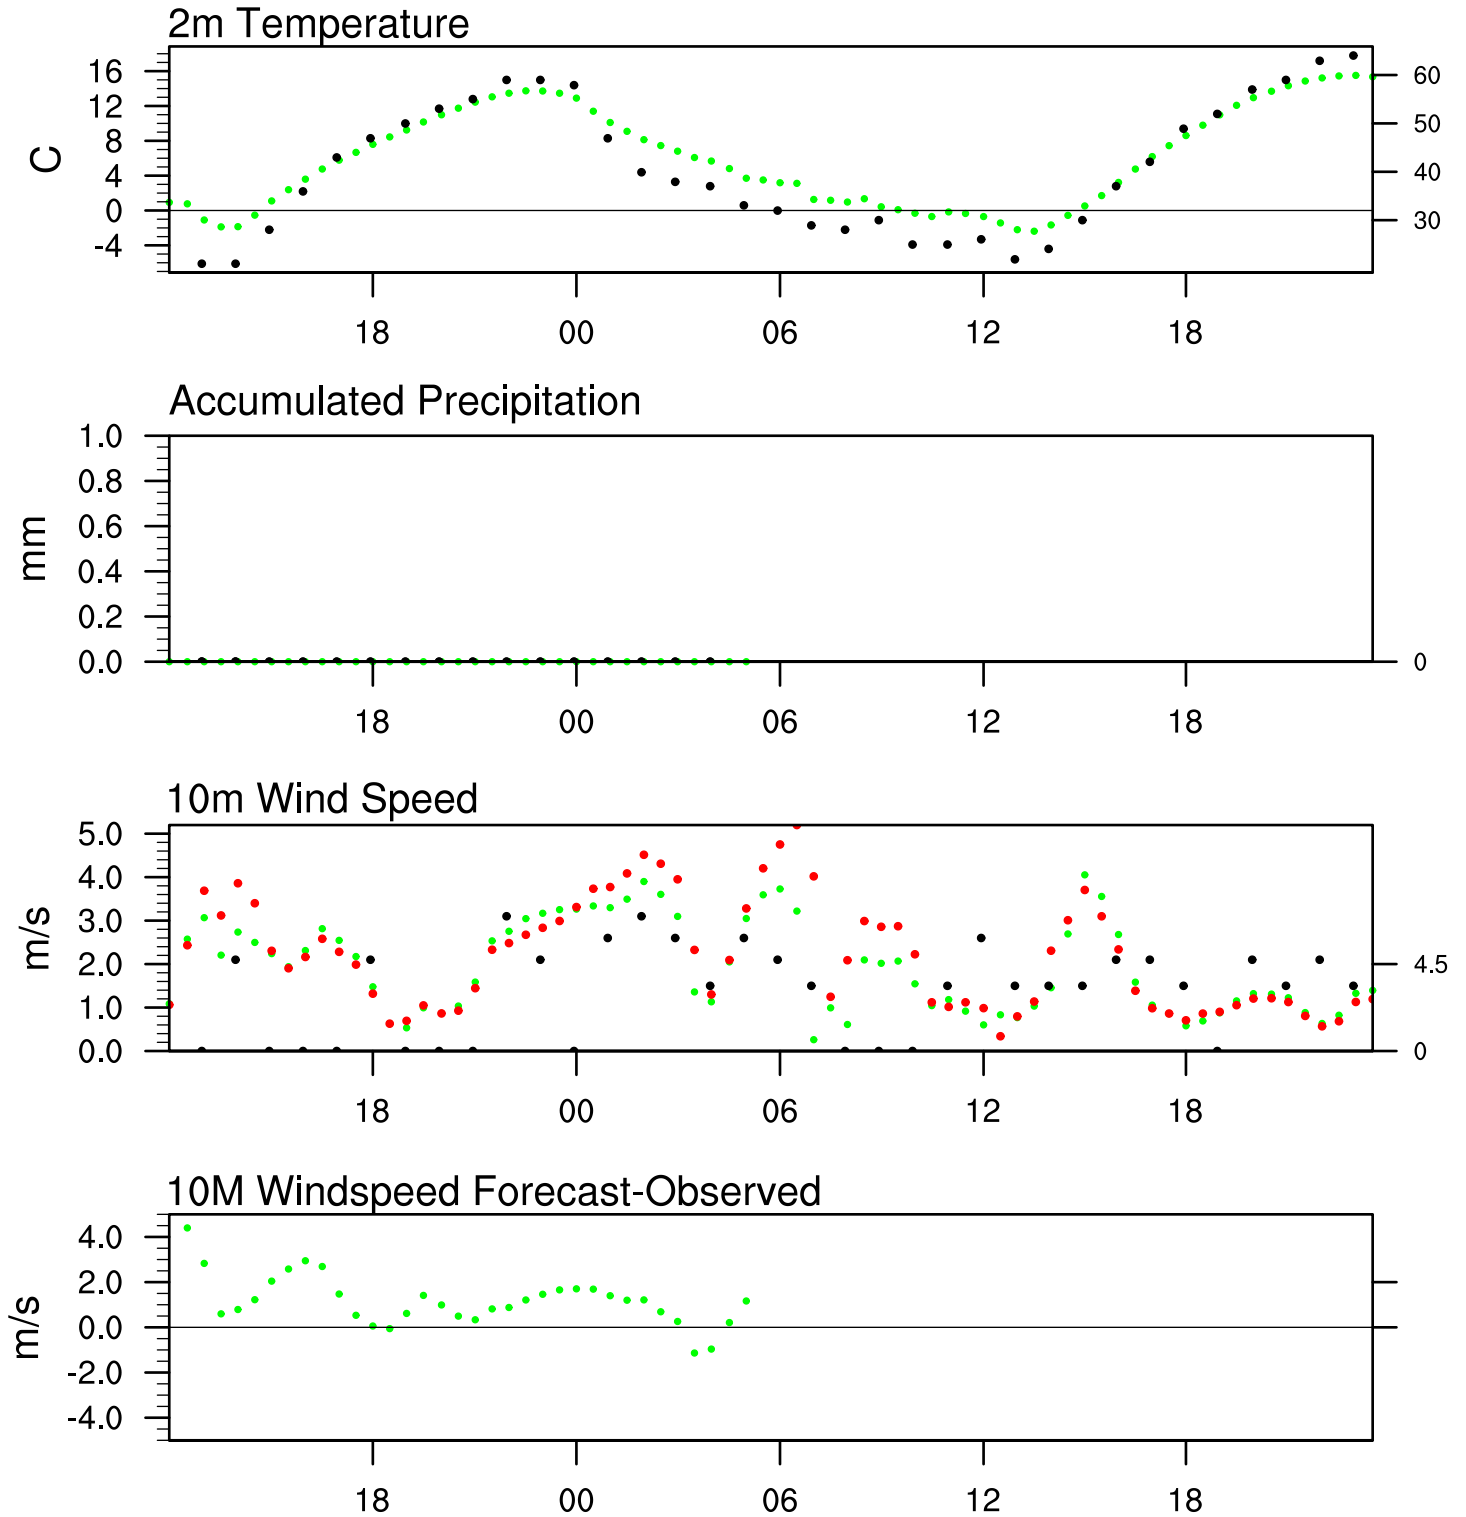 2m Temperature
16
12
8
4
0
-4
C
60
50
40
30
18 00 06 12 18
Accumulated Precipitation
1.0
0.8
0.6
0.4
0.2
0.0
mm
0
18 00 06 12 18
10m Wind Speed
5.0
4.0
3.0
2.0
1.0
0.0
m/s
4.5
0
18 00 06 12 18
10M Windspeed Forecast-Observed
4.0
2.0
0.0
-2.0
-4.0
m/s
18 00 06 12 18